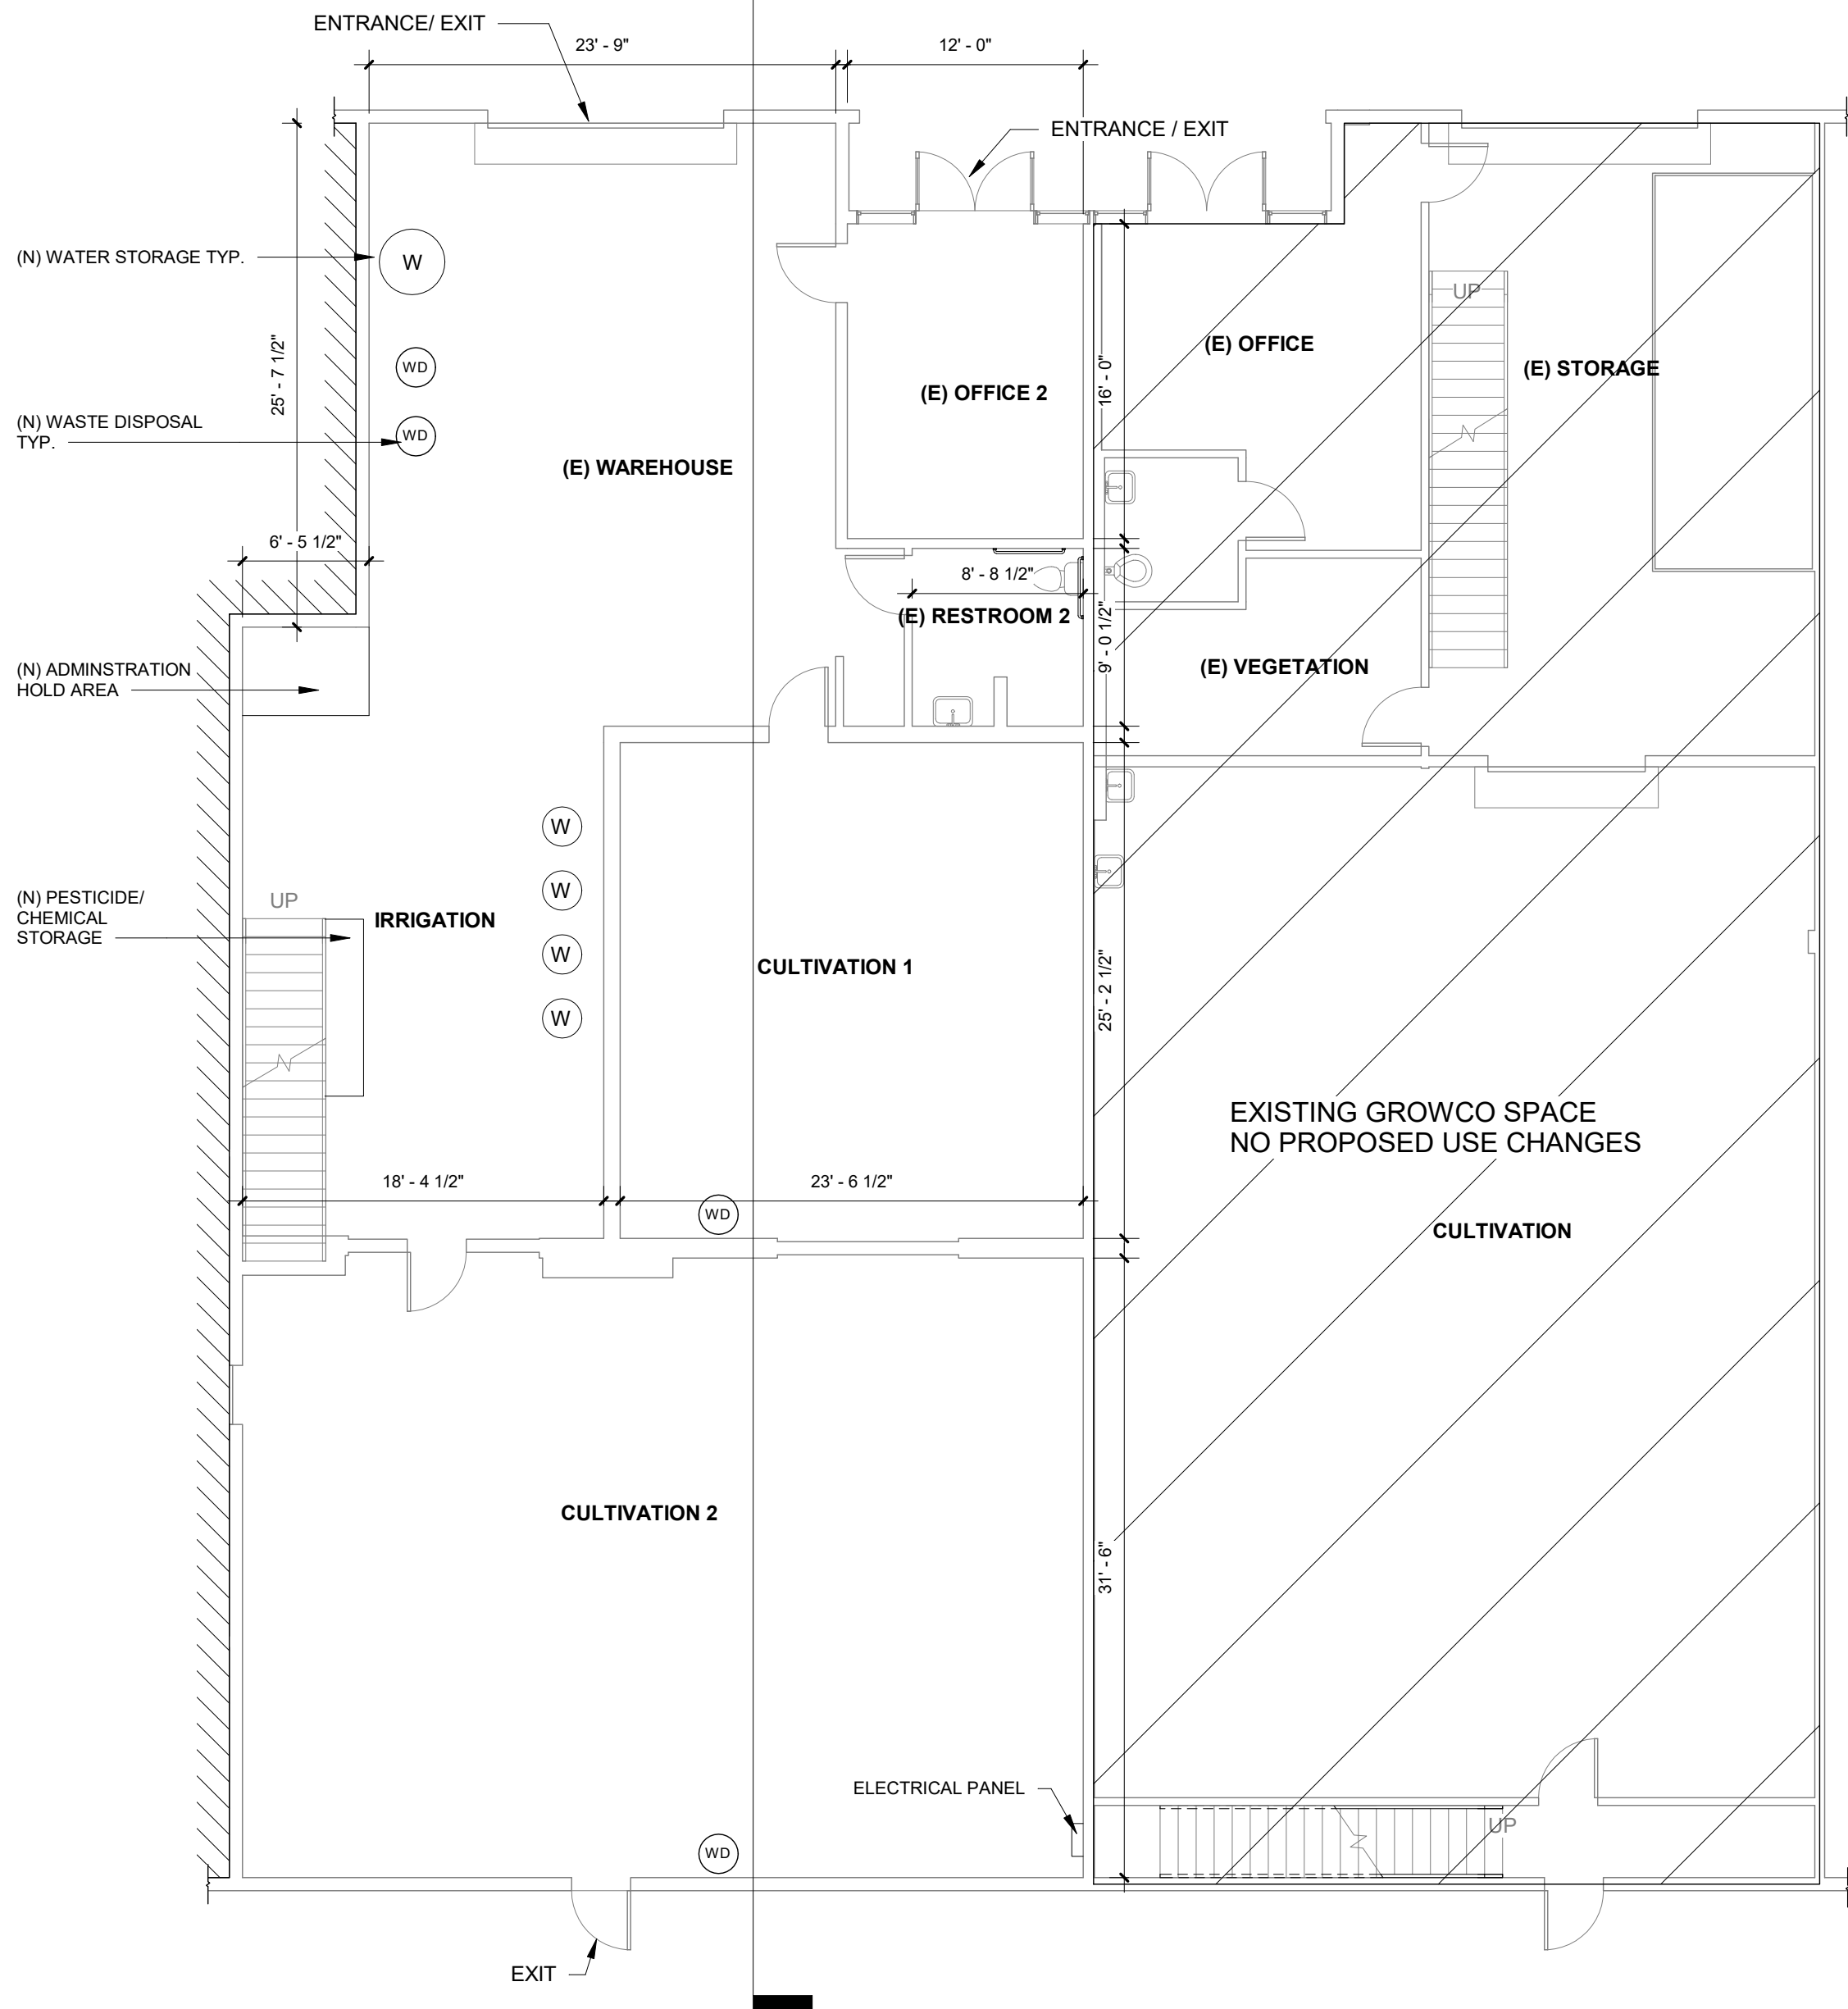 ENTRANCE/ EXIT
23' - 9"
12' - 0"
ENTRANCE / EXIT
(N) WATER STORAGE TYP.
W
UP
25' - 7 1/2"
(E) OFFICE
WD
(E) STORAGE
16' - 0"
(E) OFFICE 2
(N) WASTE DISPOSAL
TYP.
WD
(E) WAREHOUSE
6' - 5 1/2"
8' - 8 1/2"
(E) RESTROOM 2
9' - 0 1/2"
(E) VEGETATION
(N) ADMINSTRATION
HOLD AREA
W
W
(N) PESTICIDE/
CHEMICAL
STORAGE
UP
IRRIGATION
W
CULTIVATION 1
25' - 2 1/2"
W
EXISTING GROWCO SPACE
NO PROPOSED USE CHANGES
18' - 4 1/2"
23' - 6 1/2"
WD
CULTIVATION
CULTIVATION 2
31' - 6"
ELECTRICAL PANEL
UP
WD
EXIT